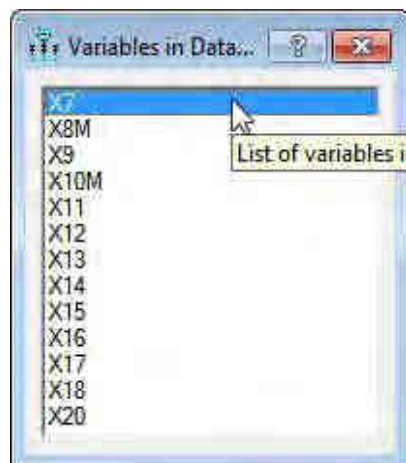 Variables in Data...
X7
X8M
X9
List of variables i
X10M
X11
X12
X13
X14
X15
X16
X17
X18
X20